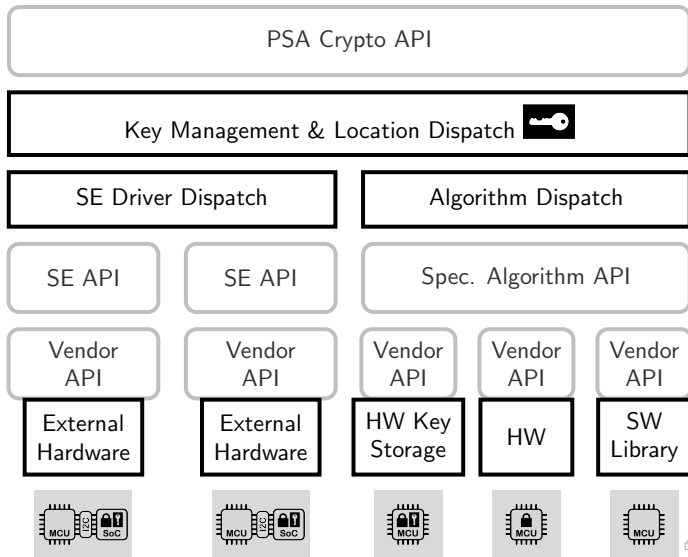 PSA Crypto API
Key Management & Location Dispatch
SE Driver Dispatch
Algorithm Dispatch
SE API
SE API
Spec. Algorithm API
Vendor
API
Vendor
API
Vendor
API
Vendor
API
Vendor
API
External
Hardware
External
Hardware
HW Key
Storage
HW
SW
Library
MCU
I2C
SoC
MCU
I2C
SoC
MCU
MCU
MCU